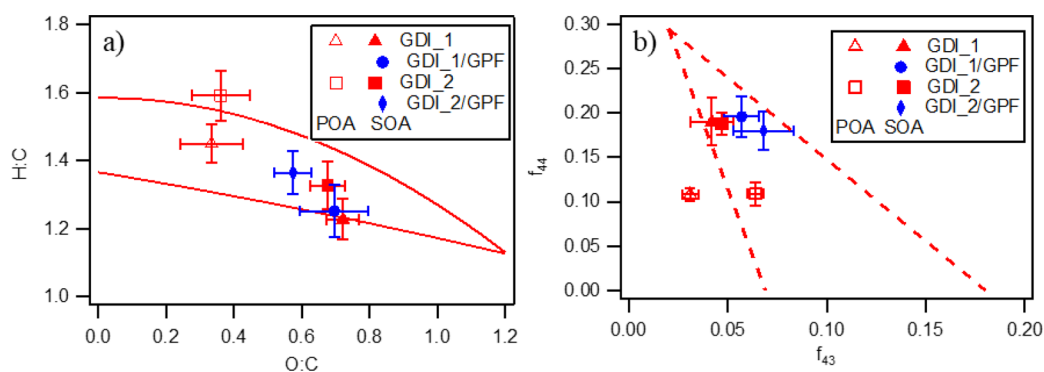 a)
1.8
1.6
1.4
1.2
1.0
H:C
0.0 0.2 0.4 0.6 0.8 1.0 1.2
O:C
GDI_1
GDI_1/GPF
GDI_2
GDI_2/GPF
POA SOA
b)
0.30
0.25
0.20
0.15
0.10
0.05
0.00
f44
0.00 0.05 0.10 0.15 0.20
f43
GDI_1
GDI_1/GPF
GDI_2
GDI_2/GPF
POA SOA